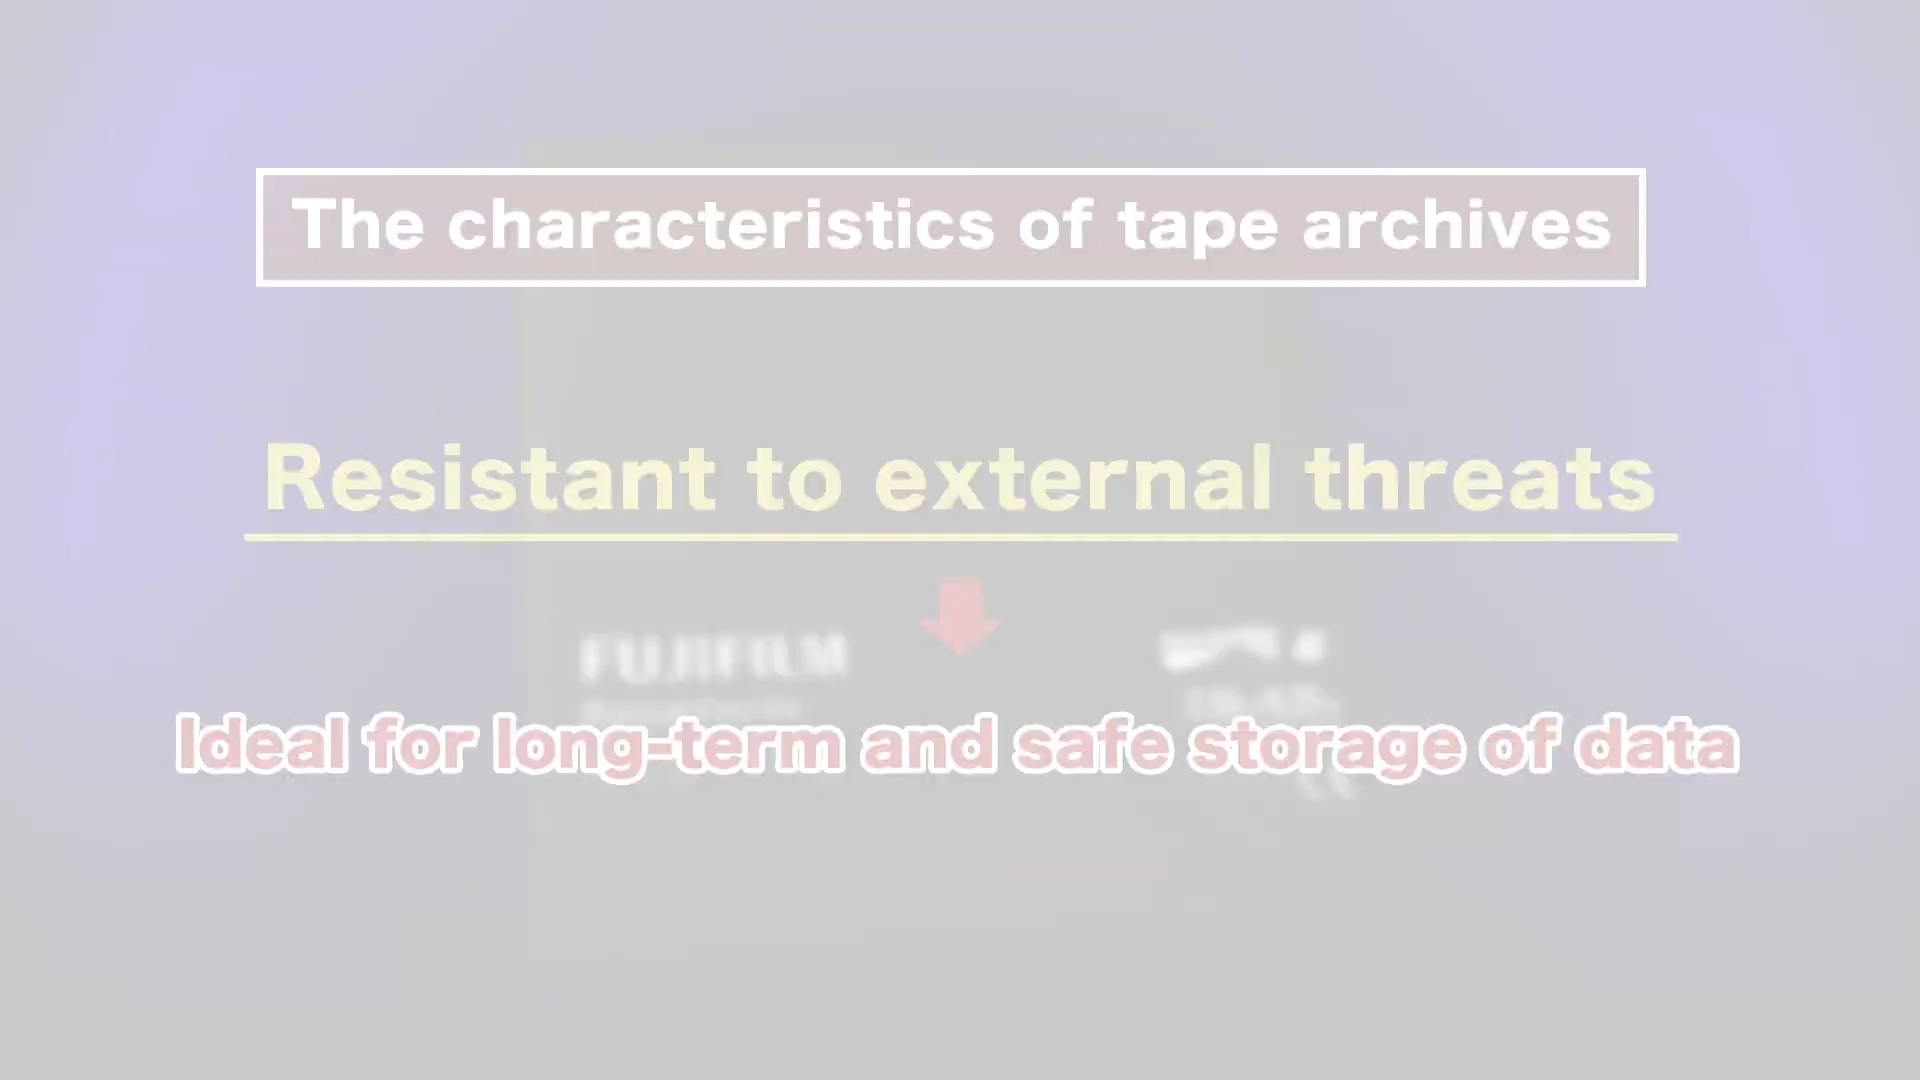 The characteristics of tape archives
Resistant to external threats
FUJIFILM
Ideal for long-term and safe storage of data